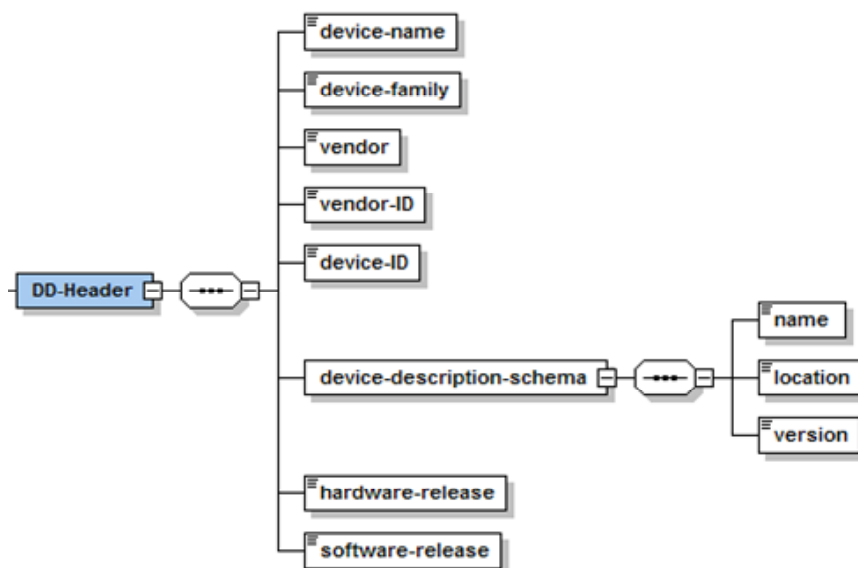 device-name
device-family
vendor
vendor-ID
device-ID
DD-Header
device-description-schema
name
location
version
hardware-release
software-release